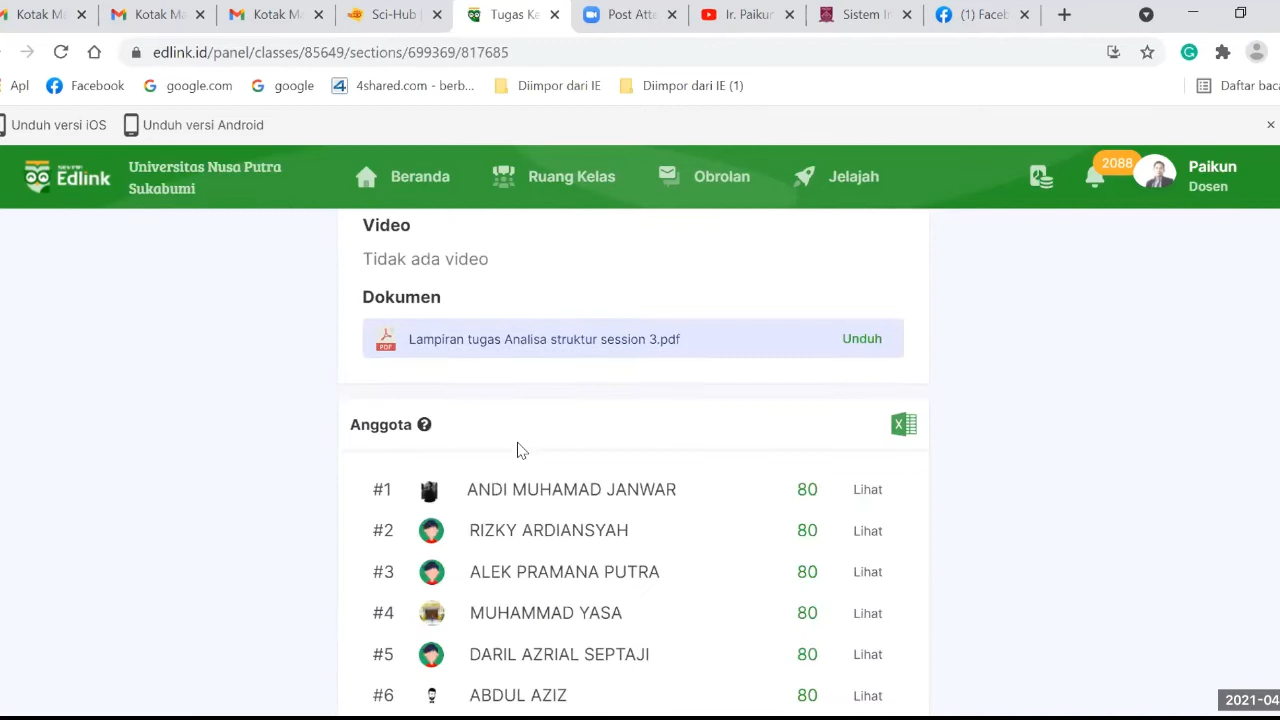 Kotak Ma
Kotak Ma
Kotak Ma
Sci-Hub |
Tugas Ke
Post Atte
Ir. Paikun
Sistem In
(1) Faceb
edlink.id/panel/classes/85649/sections/699369/817685
Apl
Facebook
google.com
google
4shared.com - berb...
Diimpor dari IE
Diimpor dari IE (1)
Daftar baca
Unduh versi iOS
Unduh versi Android
Edlink
Universitas Nusa Putra
Sukabumi
Beranda
Ruang Kelas
Obrolan
Jelajah
2088
Paikun
Dosen
Video
Tidak ada video
Dokumen
PDF
Lampiran tugas Analisa struktur session 3.pdf
Unduh
Anggota
#1 ANDI MUHAMAD JANWAR 80 Lihat
#2 RIZKY ARDIANSYAH 80 Lihat
#3 ALEK PRAMANA PUTRA 80 Lihat
#4 MUHAMMAD YASA 80 Lihat
#5 DARIL AZRIAL SEPTAJI 80 Lihat
#6 ABDUL AZIZ 80 Lihat
2021-04